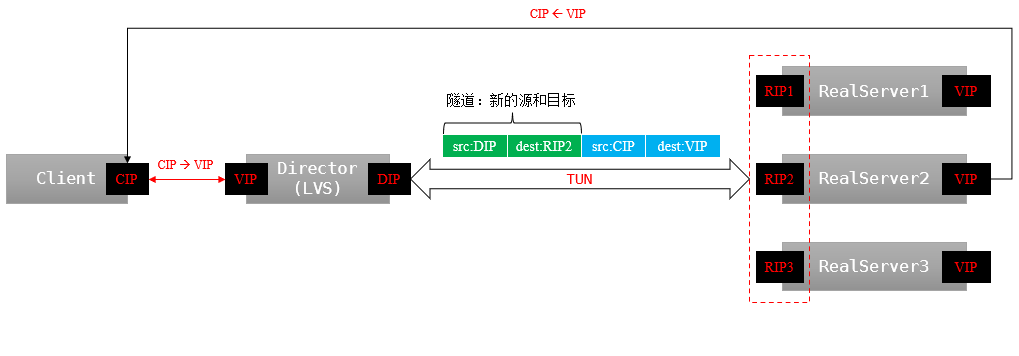 CIP ← VIP
RIP1 RealServer1 VIP
隧道：新的源和目标
src:DIP dest:RIP2 src:CIP dest:VIP
Client CIP
CIP → VIP
VIP Director DIP
(LVS)
TUN
RIP2 RealServer2 VIP
RIP3 RealServer3 VIP